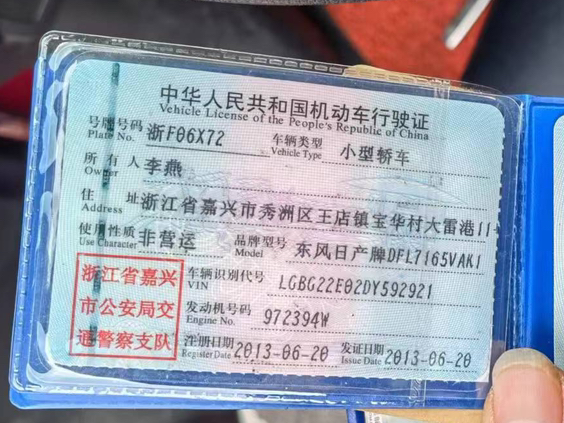 中华人民共和国机动车行驶证
Vehicle License of the People's Republic of China
号牌号码 浙F06X72 车辆类型 小型轿车
Plate No. Vehicle Type
所有人 李燕
Owner
住址 浙江省嘉兴市秀洲区王店镇宝华村大雷港11号
Address
使用性质 非营运 品牌型号 东风日产牌DFL7165VAK1
Use Character Model
浙江省嘉兴
市公安局交
通警察支队
车辆识别代号 LGBG22E02DY592921
VIN
发动机号码 972394W
Engine No.
注册日期 2013-06-20 发证日期 2013-06-20
Register Date Issue Date